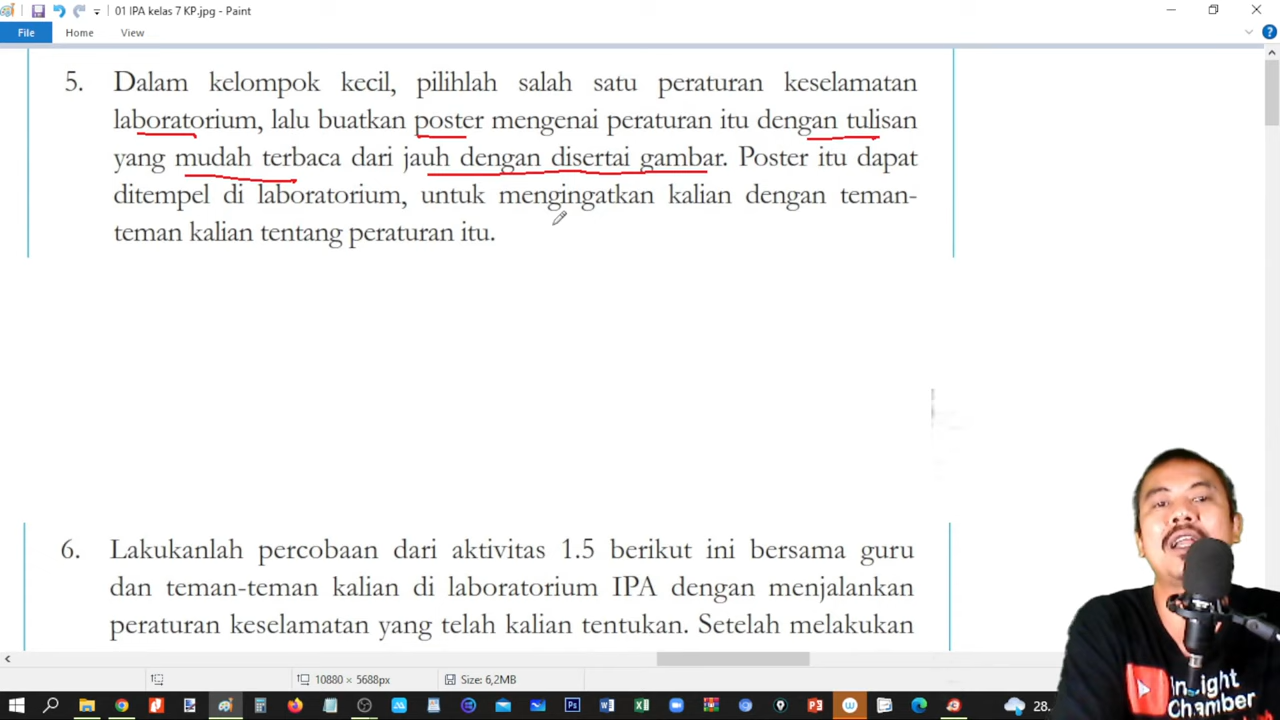 01 IPA kelas 7 KP.jpg - Paint
File Home View
5. Dalam kelompok kecil, pilihlah salah satu peraturan keselamatan
laboratorium, lalu buatkan poster mengenai peraturan itu dengan tulisan
yang mudah terbaca dari jauh dengan disertai gambar. Poster itu dapat
ditempel di laboratorium, untuk mengingatkan kalian dengan teman-
teman kalian tentang peraturan itu.
6. Lakukanlah percobaan dari aktivitas 1.5 berikut ini bersama guru
dan teman-teman kalian di laboratorium IPA dengan menjalankan
peraturan keselamatan yang telah kalian tentukan. Setelah melakukan
Insight
Chamber
10880 × 5688px
Size: 6,2MB
28.